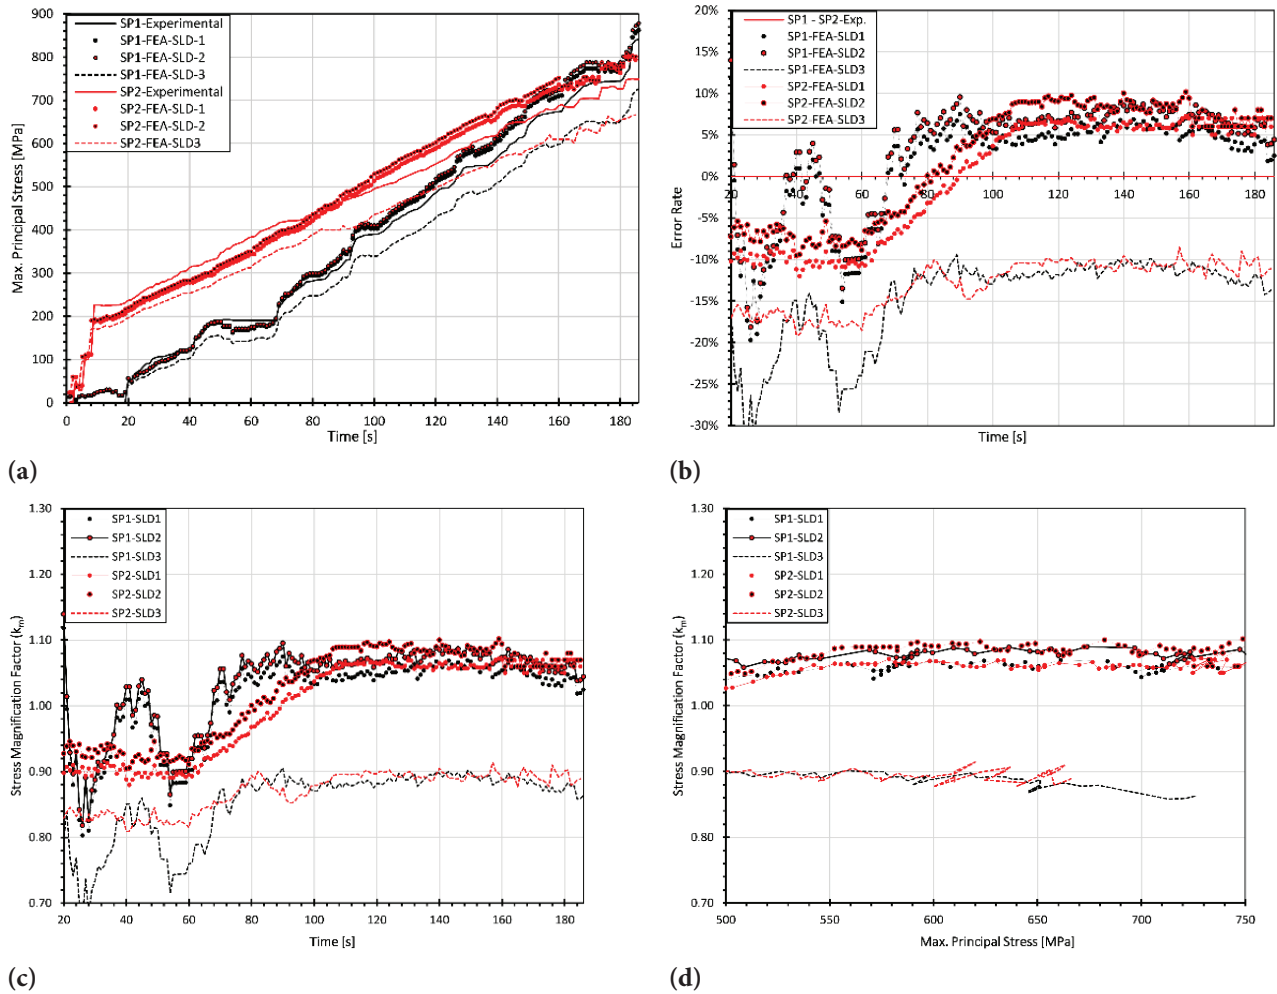 900
800
700
600
500
400
300
200
100
0
Max. Principal Stress [MPa]
SP1-Experimental
SP1-FEA-SLD-1
SP1-FEA-SLD-2
SP1-FEA-SLD-3
SP2-Experimental
SP2-FEA-SLD-1
SP2-FEA-SLD-2
SP2-FEA-SLD3
0 20 40 60 80 100 120 140 160 180
Time [s]
(a)
20%
15%
10%
5%
0%
-5%
-10%
-15%
-20%
-25%
-30%
Error Rate
SP1 - SP2-Exp.
SP1-FEA-SLD1
SP1-FEA-SLD2
SP1-FEA-SLD3
SP2-FEA-SLD1
SP2-FEA-SLD2
SP2-FEA-SLD3
20 40 60 80 100 120 140 160 180
Time [s]
(b)
1.30
1.20
1.10
1.00
0.90
0.80
0.70
Stress Magnification Factor (km)
SP1-SLD1
SP1-SLD2
SP1-SLD3
SP2-SLD1
SP2-SLD2
SP2-SLD3
20 40 60 80 100 120 140 160 180
Time [s]
(c)
1.30
1.20
1.10
1.00
0.90
0.80
0.70
Stress Magnification Factor (km)
SP1-SLD1
SP1-SLD2
SP1-SLD3
SP2-SLD1
SP2-SLD2
SP2-SLD3
500 550 600 650 700 750
Max. Principal Stress [MPa]
(d)